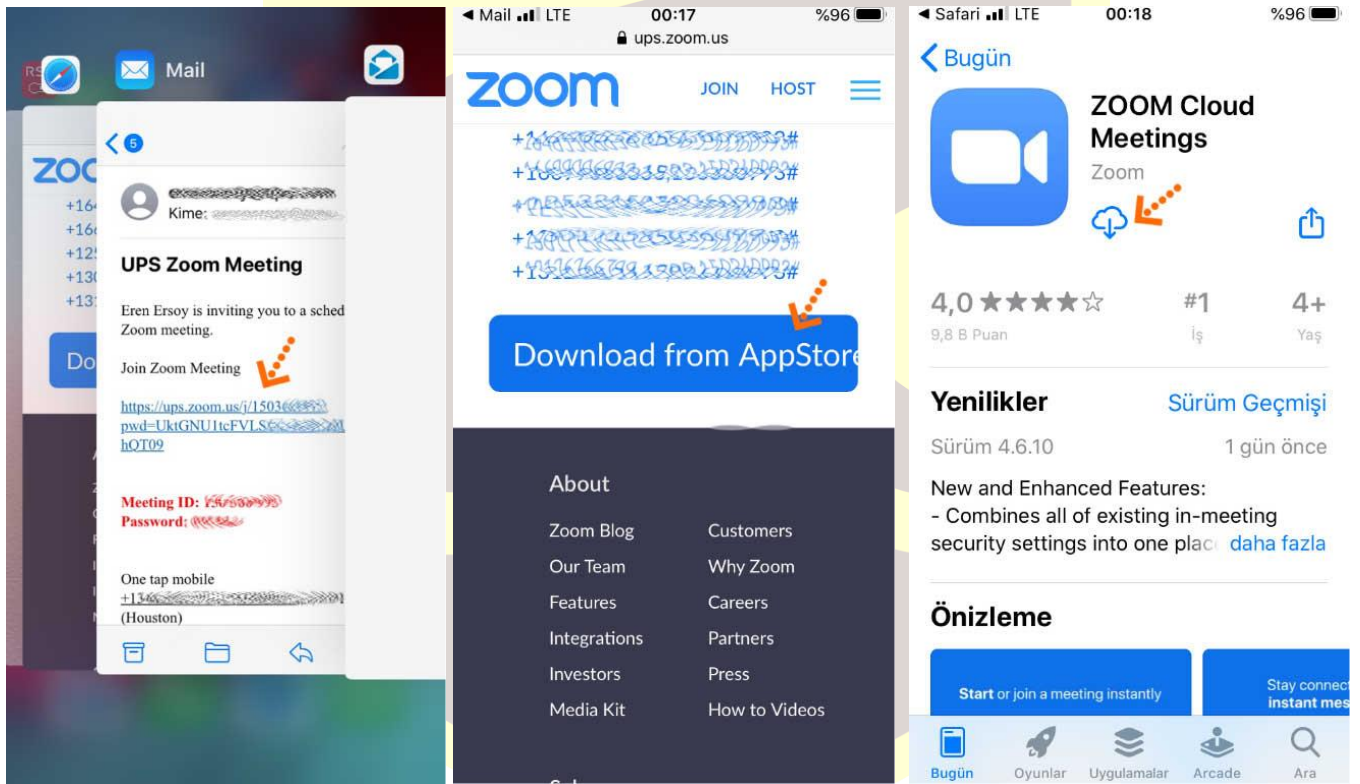 Mail
RS
C
ZOC
+164
+166
+125
+130
+131
Do
5
Kime:
UPS Zoom Meeting
Eren Ersoy is inviting you to a sched
Zoom meeting.
Join Zoom Meeting
https://ups.zoom.us/j/1503
pwd=UktGNU1tcFVLS
hQT09
Meeting ID:
Password:
One tap mobile
(Houston)
Mail LTE 00:17 %96
ups.zoom.us
zoom JOIN HOST
Download from AppStore
About
Zoom Blog Customers
Our Team Why Zoom
Features Careers
Integrations Partners
Investors Press
Media Kit How to Videos
Safari LTE 00:18 %96
Bugün
ZOOM Cloud
Meetings
Zoom
4,0 ★★★★☆ #1 4+
9,8 B Puan İş Yaş
Yenilikler Sürüm Geçmişi
Sürüm 4.6.10 1 gün önce
New and Enhanced Features:
- Combines all of existing in-meeting
security settings into one plac daha fazla
Önizleme
Start or join a meeting instantly
Stay connect
instant mes
Bugün Oyunlar Uygulamalar Arcade Ara